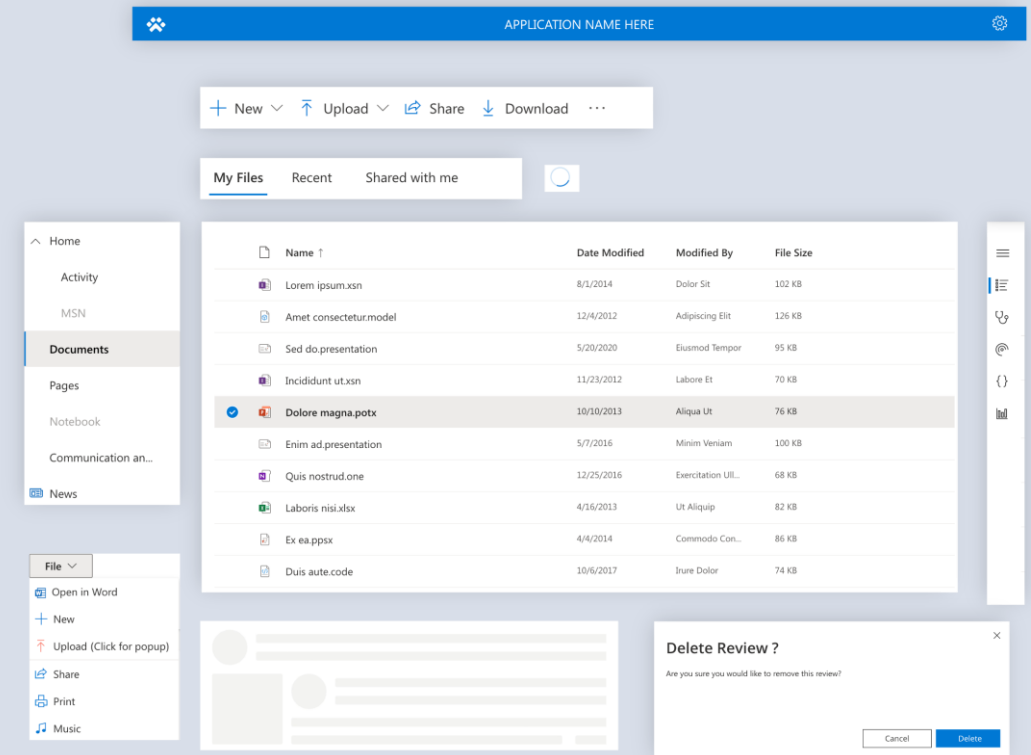 APPLICATION NAME HERE
New Upload Share Download ...
My Files Recent Shared with me
Home
Activity
MSN
Documents
Pages
Notebook
Communication an...
News
Name ↑ Date Modified Modified By File Size
Lorem ipsum.xsn 8/1/2014 Dolor Sit 102 KB
Amet consectetur.model 12/4/2012 Adipiscing Elit 126 KB
Sed do.presentation 5/20/2020 Eiusmod Tempor 95 KB
Incididunt ut.xsn 11/23/2012 Labore Et 70 KB
Dolore magna.potx 10/10/2013 Aliqua Ut 76 KB
Enim ad.presentation 5/7/2016 Minim Veniam 100 KB
Quis nostrud.one 12/25/2016 Exercitation Ull... 68 KB
Laboris nisi.xlsx 4/16/2013 Ut Aliquip 82 KB
Ex ea.ppsx 4/4/2014 Commodo Con... 86 KB
Duis aute.code 10/6/2017 Irure Dolor 74 KB
{ }
File
Open in Word
New
Upload (Click for popup)
Share
Print
Music
Delete Review ?
Are you sure you would like to remove this review?
Cancel Delete